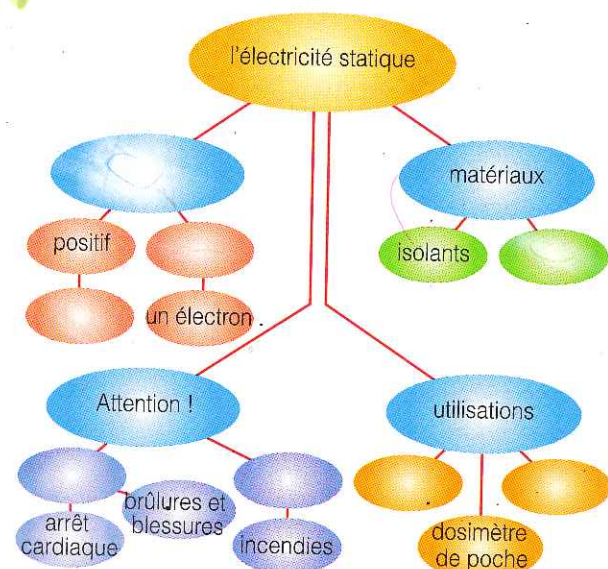 l'électricité statique
matériaux
positif
isolants
un électron
Attention !
utilisations
brûlures et
blessures
arrêt
cardiaque
incendies
dosimètre
de poche